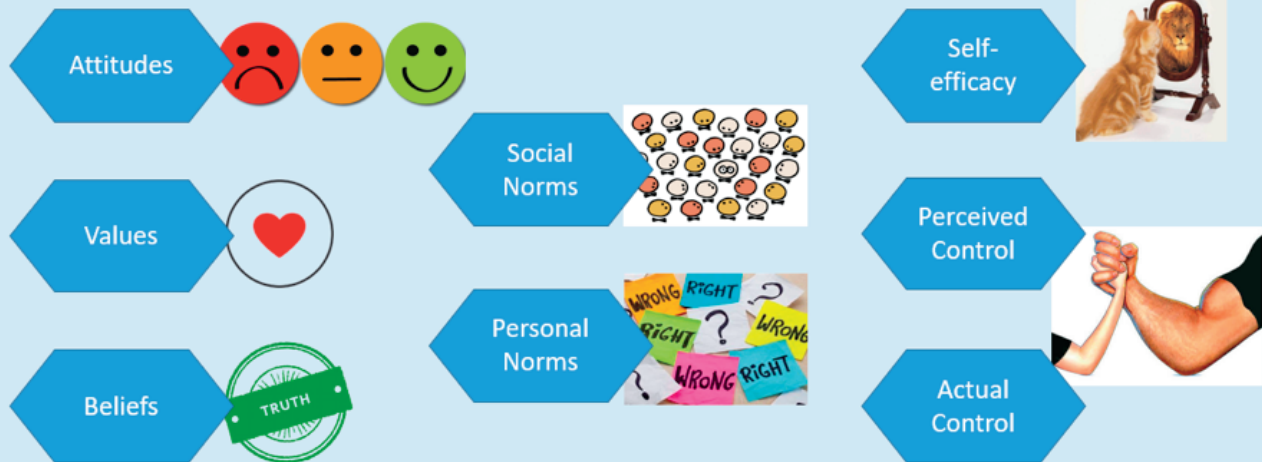 Attitudes
Values
Beliefs
TRUTH
Social
Norms
Personal
Norms
WRONG
RIGHT
?
RIGHT
?
WRONG
?
WRONG
RIGHT
Self-
efficacy
Perceived
Control
Actual
Control